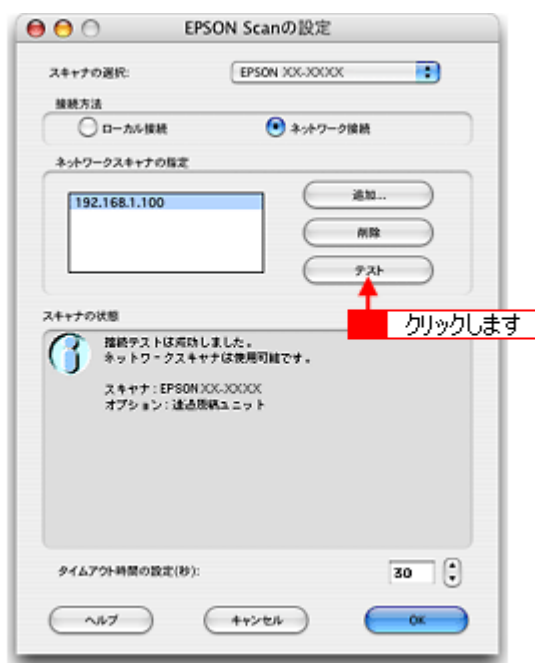 EPSON Scanの設定
スキャナの選択:
EPSON XX-XXXXX
接続方法
ローカル接続
ネットワーク接続
ネットワークスキャナの指定
192.168.1.100
追加...
削除
テスト
クリックします
スキャナの状態
接続テストは成功しました。
ネットワークスキャナは使用可能です。
スキャナ:EPSON XX-XXXXX
オプション:透過原稿ユニット
タイムアウト時間の設定(秒):
30
ヘルプ
キャンセル
OK